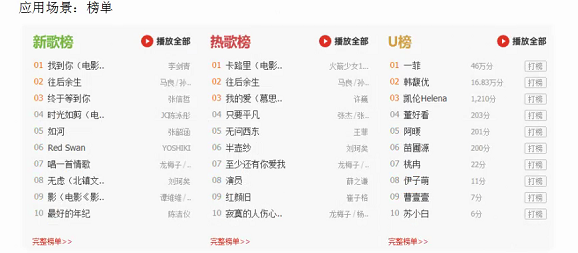 应用场景：榜单
新歌榜 播放全部
01 找到你（电影.. 李剑青
02 往后余生 马良 / 孙..
03 终于等到你 张信哲
04 时光如剪（电.. JC陈泳彤
05 如河 张韶涵
06 Red Swan YOSHIKI
07 唱一首情歌 龙梅子 / ..
08 无虑（北镇文.. 刘珂矣
09 影（电影《影.. 谭维维 / ..
10 最好的年纪 陈洁仪
完整榜单>>
热歌榜 播放全部
01 卡路里（电影.. 火箭少女1...
02 往后余生 马良 / 孙..
03 我的爱（慕思.. 许巍
04 只要平凡 张杰 / 张..
05 无问西东 王菲
06 半壶纱 刘珂矣
07 至少还有你爱我 龙梅子 / ..
08 演员 薛之谦
09 红颜旧 崔子格
10 寂寞的人伤心.. 龙梅子 / 杨..
完整榜单>>
U榜 播放全部
01 一菲 46万分 打榜
02 韩馥优 16.83万分 打榜
03 凯伦Helena 1,210分 打榜
04 董好看 203分 打榜
05 阿暖 201分 打榜
06 苗圃源 200分 打榜
07 桃冉 22分 打榜
08 伊子萌 11分 打榜
09 曹壹壹 7分 打榜
10 苏小白 6分 打榜
完整榜单>>